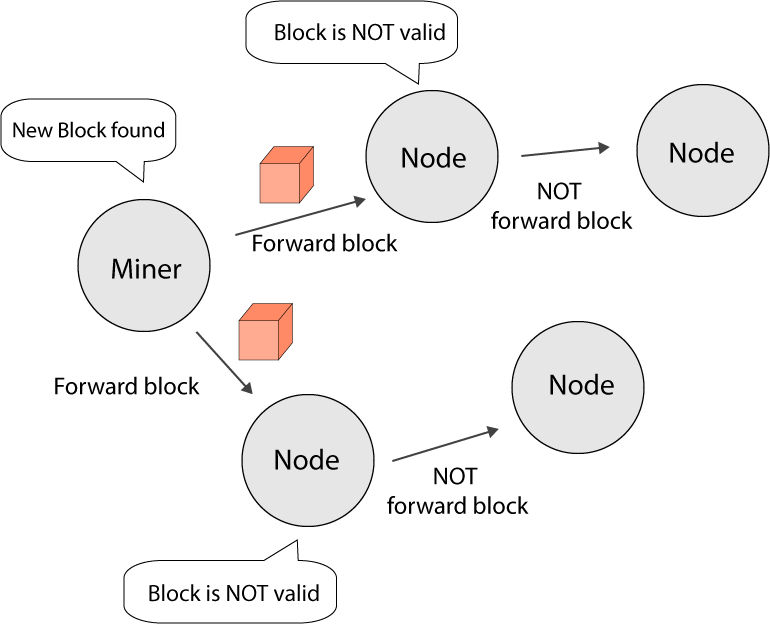 Block is NOT valid
New Block found
Node
Node
NOT
forward block
Forward block
Miner
Forward block
Node
Node
NOT
forward block
Block is NOT valid